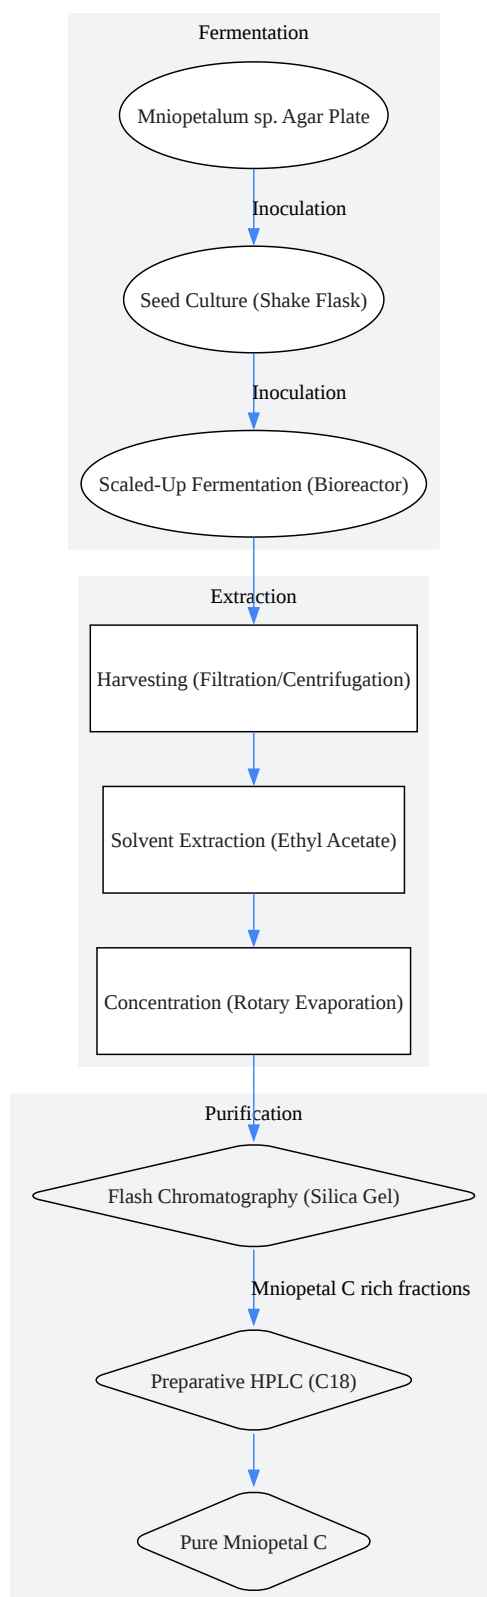 Fermentation
Mniopetalum sp. Agar Plate
Inoculation
Seed Culture (Shake Flask)
Inoculation
Scaled-Up Fermentation (Bioreactor)
Extraction
Harvesting (Filtration/Centrifugation)
Solvent Extraction (Ethyl Acetate)
Concentration (Rotary Evaporation)
Purification
Flash Chromatography (Silica Gel)
Mniopetal C rich fractions
Preparative HPLC (C18)
Pure Mniopetal C